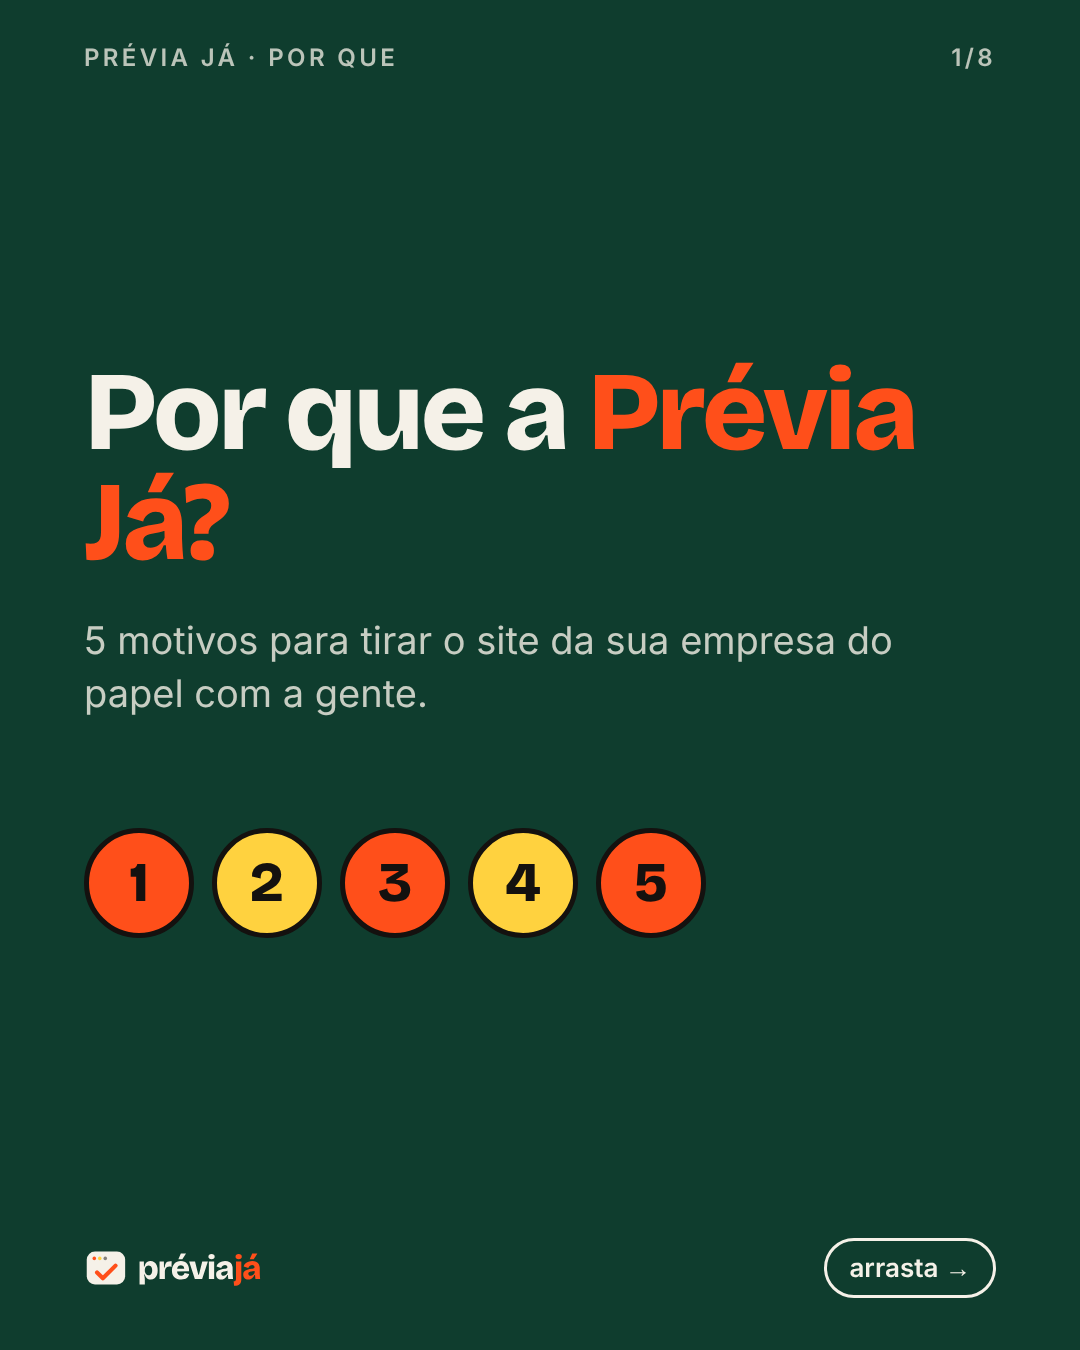 PRÉVIA JÁ · POR QUE
1/8
Por que a Prévia
Já?
5 motivos para tirar o site da sua empresa do
papel com a gente.
1 2 3 4 5
préviajá
arrasta →